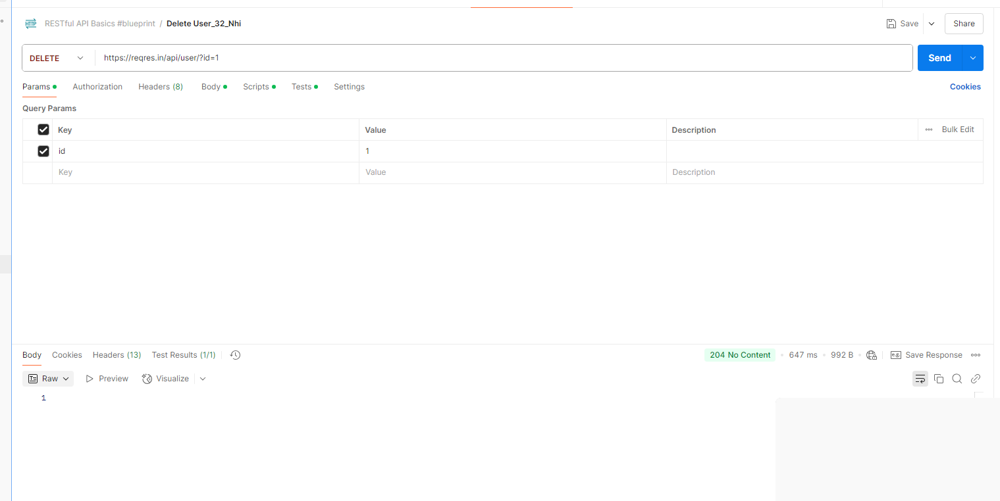 HTTP RESTful API Basics #blueprint / Delete User_32_Nhi Save Share
DELETE https://reqres.in/api/user/?id=1 Send
Params Authorization Headers (8) Body Scripts Tests Settings Cookies
Query Params
Key Value Description Bulk Edit
id 1
Key Value Description
Body Cookies Headers (13) Test Results (1/1) 204 No Content 647 ms 992 B e.g. Save Response
Raw Preview Visualize
1